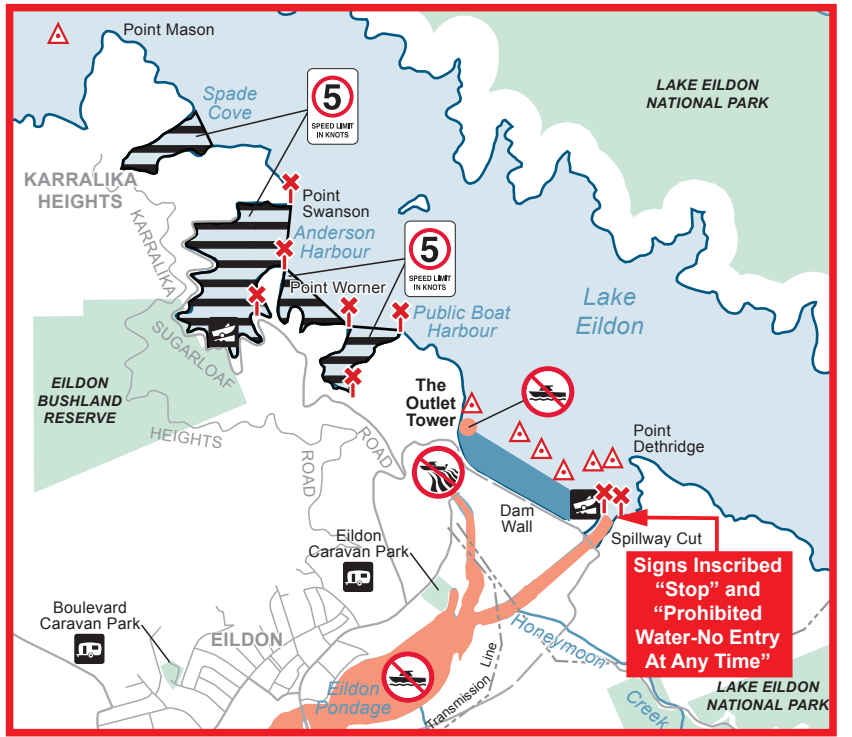 Point Mason
Spade
Cove
5
SPEED LIMIT
IN KNOTS
LAKE EILDON
NATIONAL PARK
KARRALIKA
HEIGHTS
KARRALIKA
Point
Swanson
Anderson
Harbour
5
SPEED LIMIT
IN KNOTS
Point Worner
Public Boat
Harbour
Lake
Eildon
SUGARLOAF
HEIGHTS
ROAD
ROAD
EILDON
BUSHLAND
RESERVE
The
Outlet
Tower
Point
Dethridge
Dam
Wall
Spillway Cut
Signs Inscribed
“Stop” and
“Prohibited
Water-No Entry
At Any Time”
Eildon
Caravan Park
Boulevard
Caravan Park
EILDON
Honeymoon
Creek
Transmission Line
Eildon
Pondage
LAKE EILDON
NATIONAL PARK